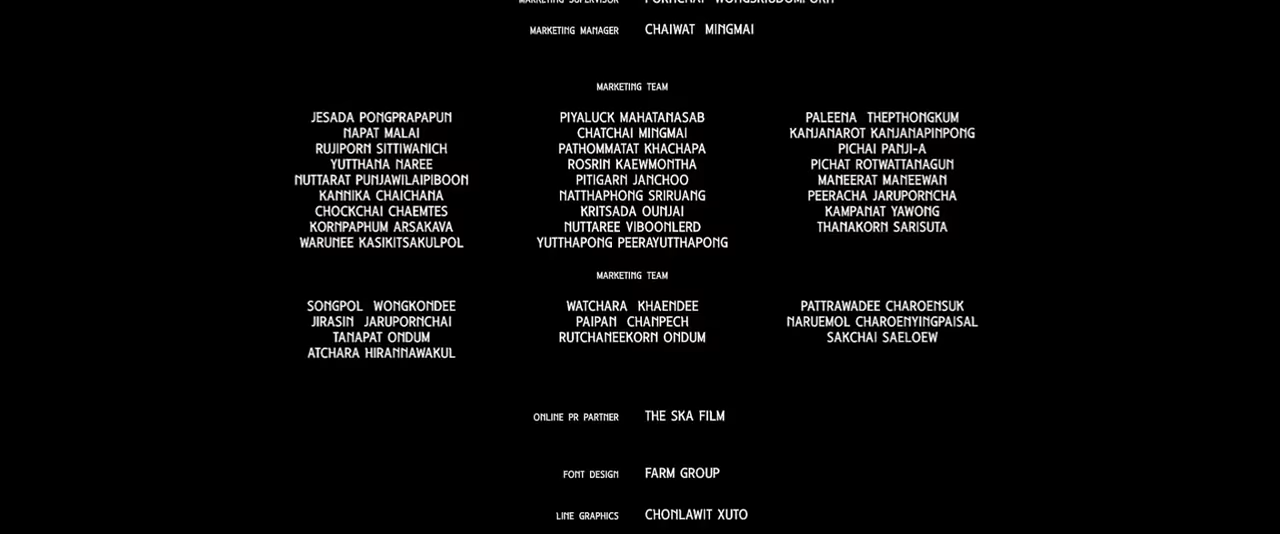 MARKETING SUPERVISOR PORNCHAI WONGSRIUDOMPORN
MARKETING MANAGER CHAIWAT MINGMAI
MARKETING TEAM
JESADA PONGPRAPAPUN PIYALUCK MAHATANASAB PALEENA THEPTHONGKUM
NAPAT MALAI CHATCHAI MINGMAI KANJANAROT KANJANAPINPONG
RUJIPORN SITTIWANICH PATHOMMATAT KHACHAPA PICHAI PANJI-A
YUTTHANA NAREE ROSRIN KAEWMONTHA PICHAT ROTWATTANAGUN
NUTTARAT PUNJAWILAIPIBOON PITIGARN JANCHOO MANEERAT MANEEWAN
KANNIKA CHAICHANA NATTHAPHONG SRIRUANG PEERACHA JARUPORNCHA
CHOCKCHAI CHAEMTES KRITSADA OUNJAI KAMPANAT YAWONG
KORNPAPHUM ARSAKAVA NUTTAREE VIBOONLERD THANAKORN SARISUTA
WARUNEE KASIKITSAKULPOL YUTTHAPONG PEERAYUTTHAPONG
MARKETING TEAM
SONGPOL WONGKONDEE WATCHARA KHAENDEE PATTRAWADEE CHAROENSUK
JIRASIN JARUPORNCHAI PAIPAN CHANPECH NARUEMOL CHAROENYINGPAISAL
TANAPAT ONDUM RUTCHANEEKORN ONDUM SAKCHAI SAELOEW
ATCHARA HIRANNAWAKUL
ONLINE PR PARTNER THE SKA FILM
FONT DESIGN FARM GROUP
LINE GRAPHICS CHONLAWIT XUTO